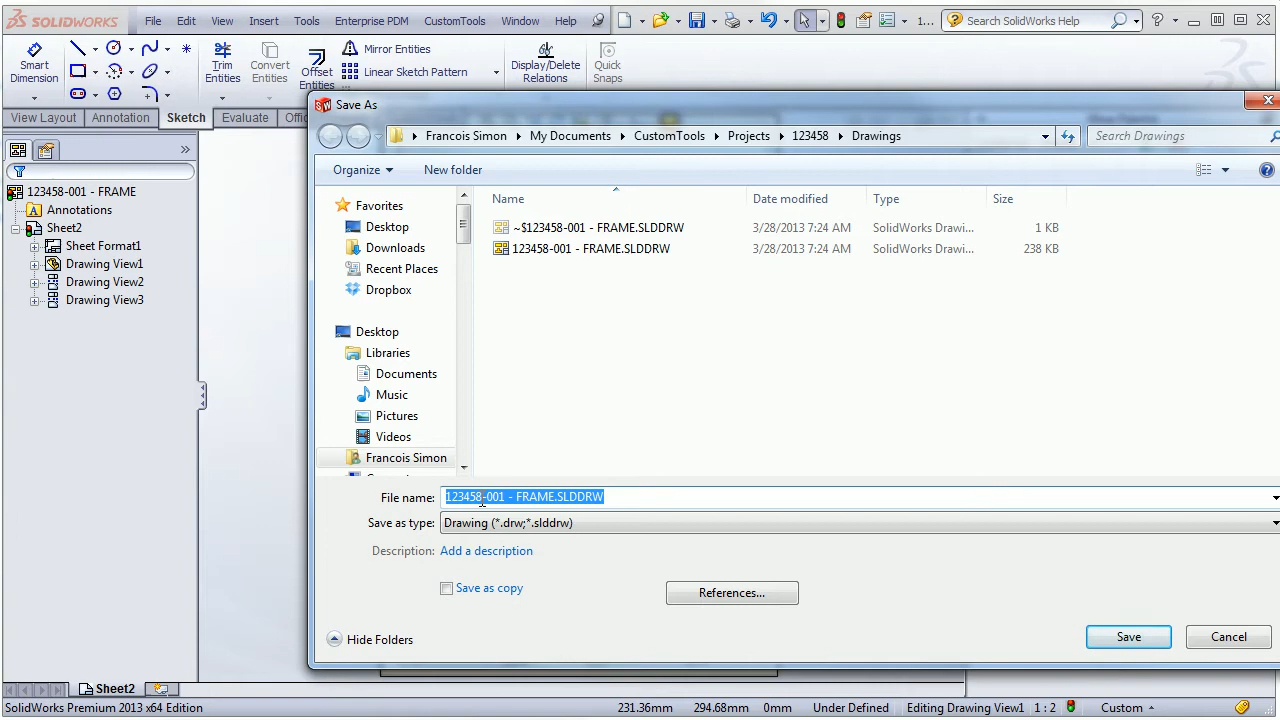 SOLIDWORKS File Edit View Insert Tools Enterprise PDM CustomTools Window Help 1... Search SolidWorks Help
Smart Dimension
Trim Entities
Convert Entities
Offset Entities
Mirror Entities
Linear Sketch Pattern
Display/Delete Relations
Quick Snaps
View Layout Annotation Sketch Evaluate Offic
123458-001 - FRAME
Annotations
Sheet2
Sheet Format1
Drawing View1
Drawing View2
Drawing View3
Save As
Francois Simon My Documents CustomTools Projects 123458 Drawings Search Drawings
Organize New folder
Favorites
Desktop
Downloads
Recent Places
Dropbox
Desktop
Libraries
Documents
Music
Pictures
Videos
Francois Simon
Name Date modified Type Size
~$123458-001 - FRAME.SLDDRW 3/28/2013 7:24 AM SolidWorks Drawi... 1 KB
123458-001 - FRAME.SLDDRW 3/28/2013 7:24 AM SolidWorks Drawi... 238 KB
File name: 123458-001 - FRAME.SLDDRW
Save as type: Drawing (*.drw;*.slddrw)
Description: Add a description
Save as copy References...
Hide Folders Save Cancel
Sheet2
SolidWorks Premium 2013 x64 Edition 231.36mm 294.68mm 0mm Under Defined Editing Drawing View1 1 : 2 Custom